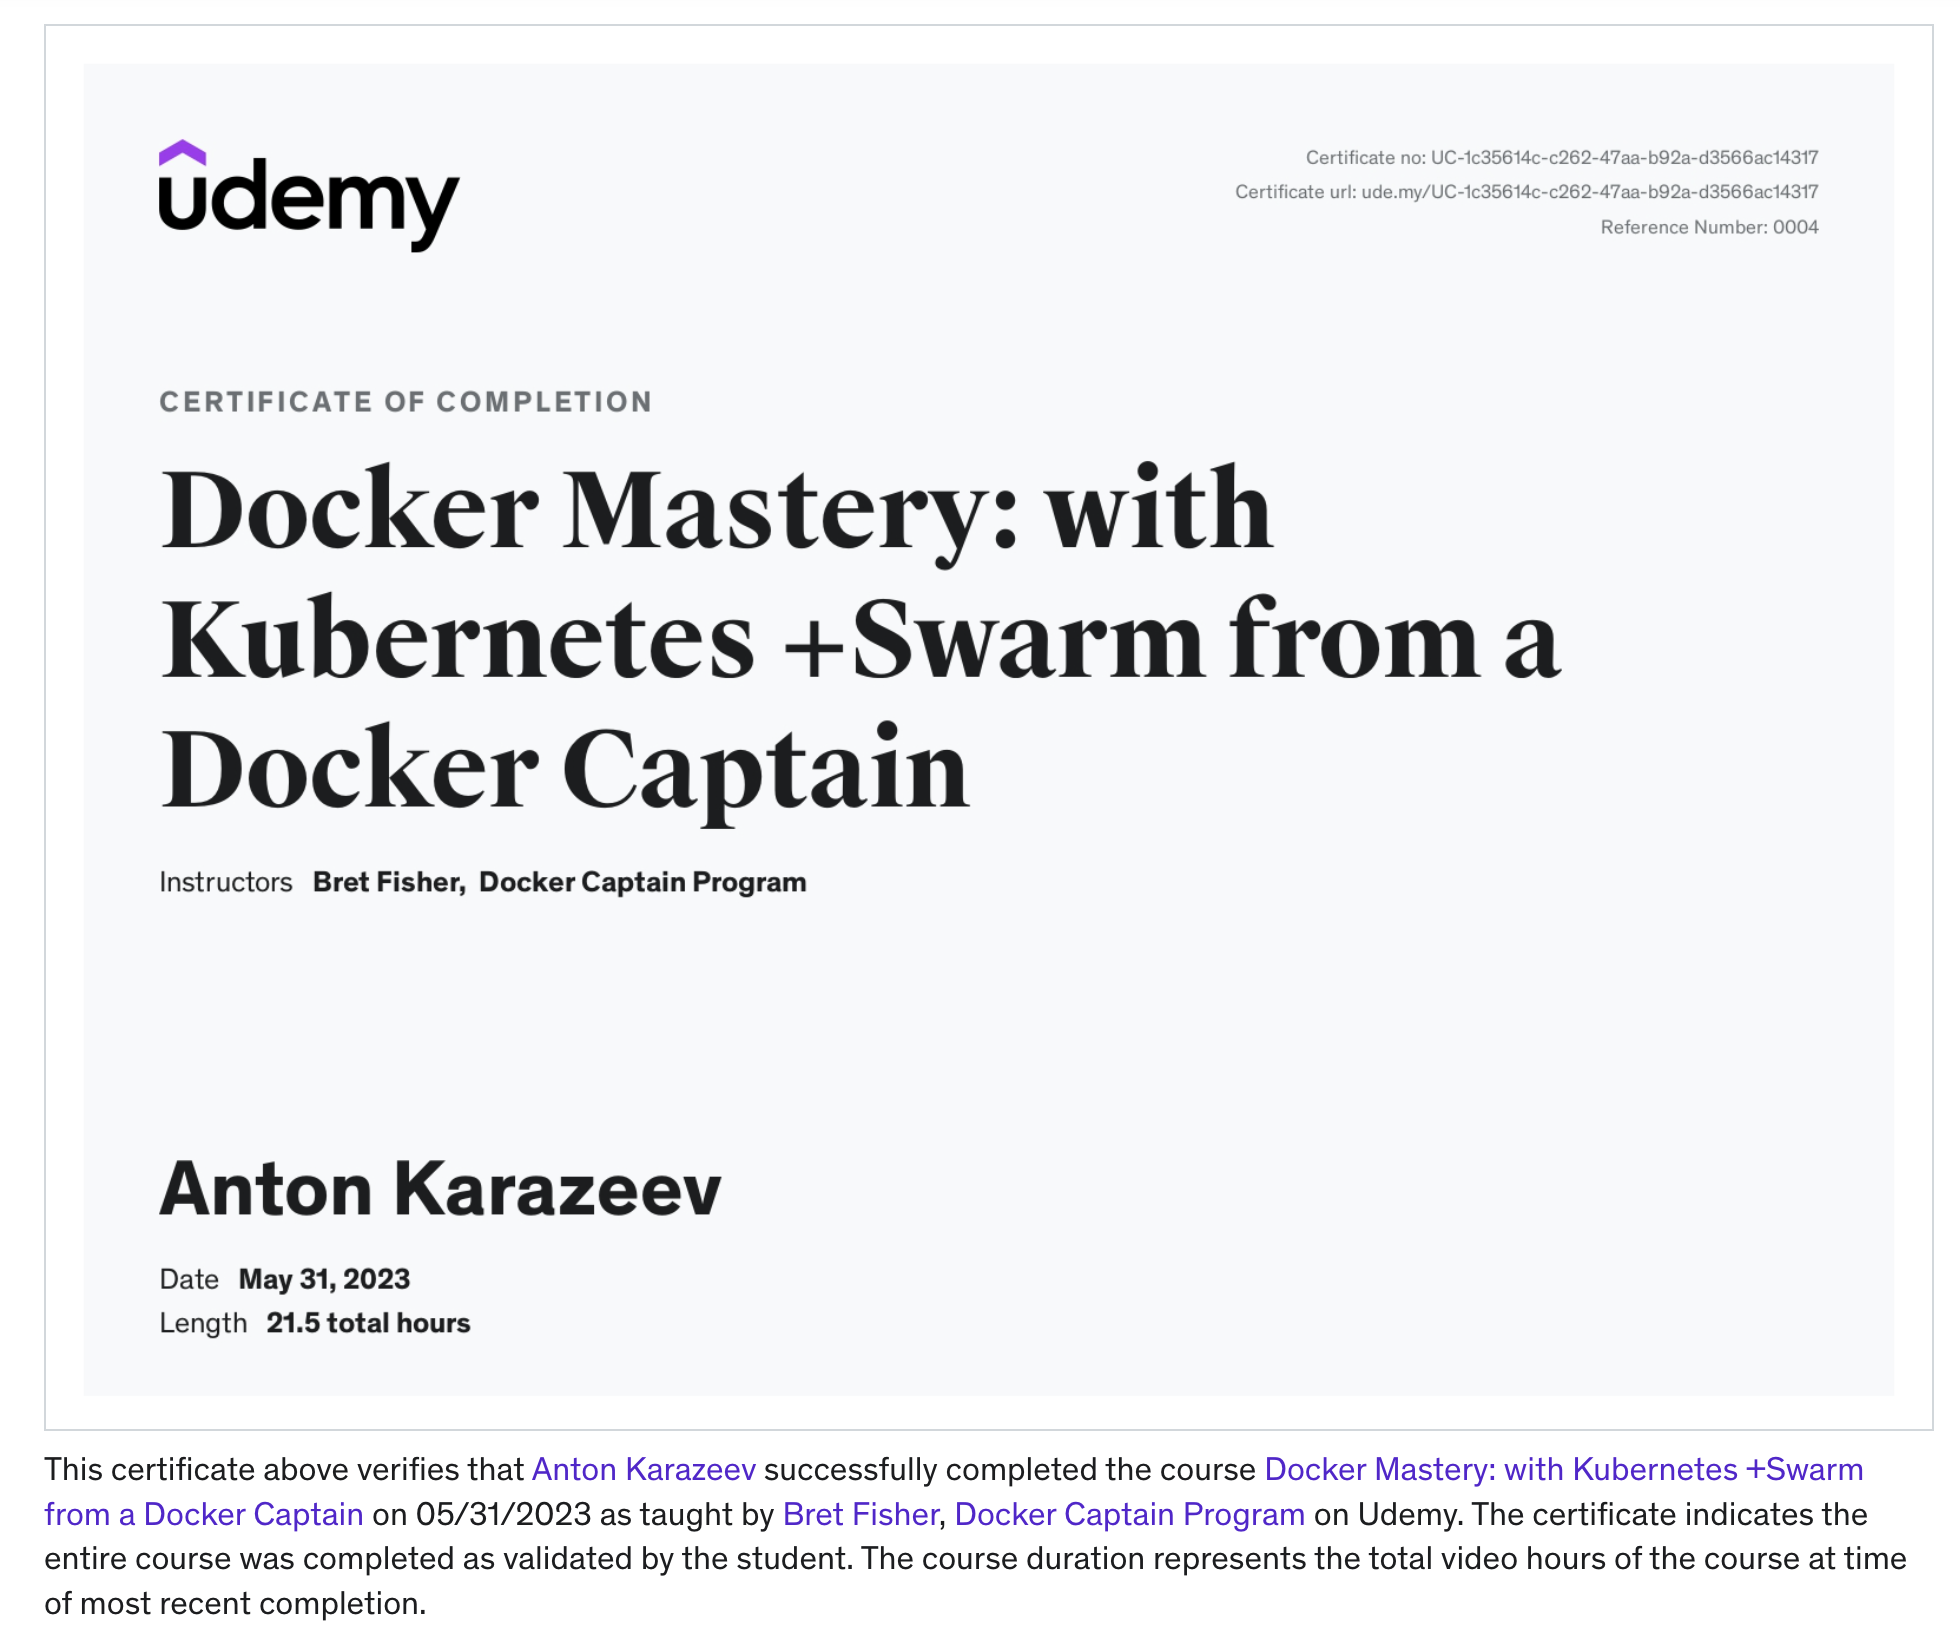 udemy
Certificate no: UC-1c35614c-c262-47aa-b92a-d3566ac14317
Certificate url: ude.my/UC-1c35614c-c262-47aa-b92a-d3566ac14317
Reference Number: 0004
CERTIFICATE OF COMPLETION
Docker Mastery: with
Kubernetes +Swarm from a
Docker Captain
Instructors Bret Fisher, Docker Captain Program
Anton Karazeev
Date May 31, 2023
Length 21.5 total hours
This certificate above verifies that Anton Karazeev successfully completed the course Docker Mastery: with Kubernetes +Swarm
from a Docker Captain on 05/31/2023 as taught by Bret Fisher, Docker Captain Program on Udemy. The certificate indicates the
entire course was completed as validated by the student. The course duration represents the total video hours of the course at time
of most recent completion.